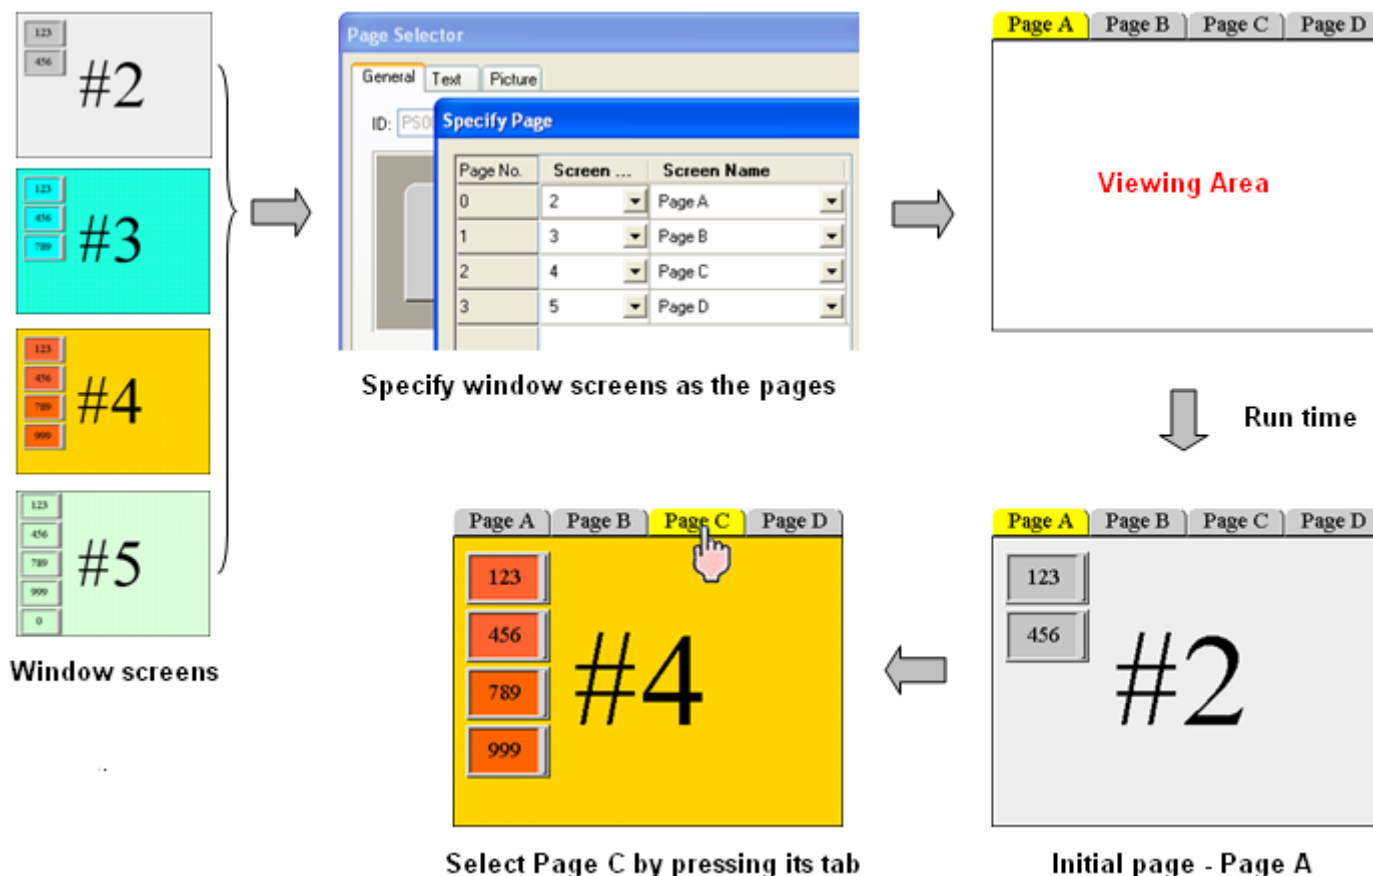 123
456
#2
123
456
789
#3
123
456
789
999
#4
123
456
789
999
0
#5
Window screens
Page Selector
General Text Picture
ID: PS00
Specify Page
Page No. Screen ... Screen Name
0 2 Page A
1 3 Page B
2 4 Page C
3 5 Page D
Specify window screens as the pages
Page A Page B Page C Page D
Viewing Area
Run time
Page A Page B Page C Page D
123
456
#2
Initial page - Page A
Page A Page B Page C Page D
123
456
789
999
#4
Select Page C by pressing its tab